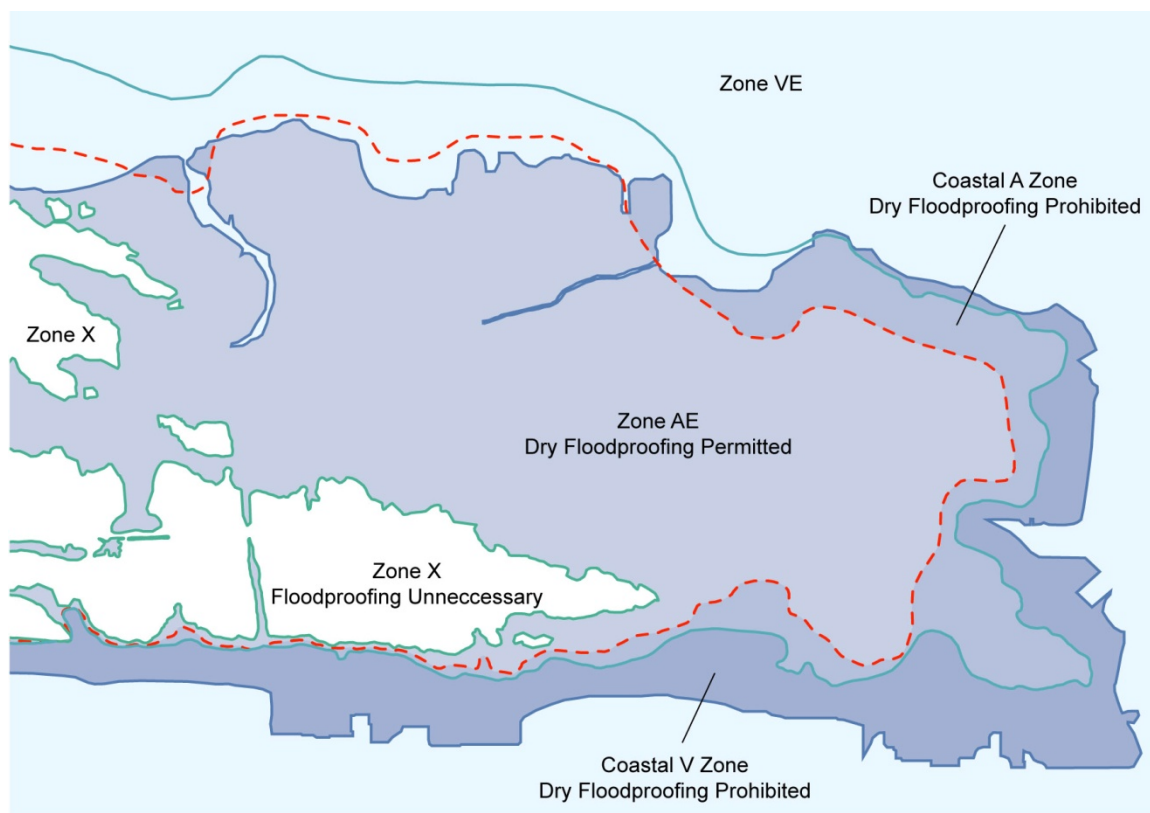 Zone VE
Coastal A Zone
Dry Floodproofing Prohibited
Zone X
Zone AE
Dry Floodproofing Permitted
Zone X
Floodproofing Unneccessary
Coastal V Zone
Dry Floodproofing Prohibited